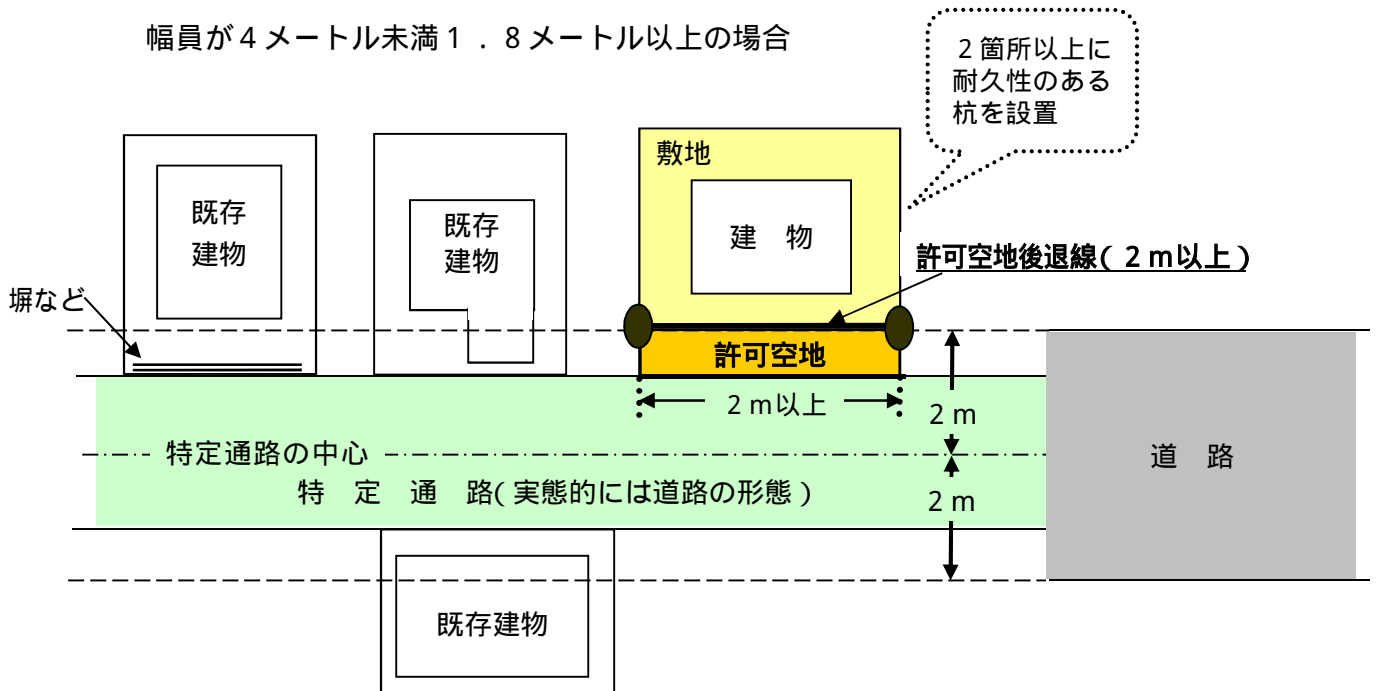 幅員が４メートル未満１．８メートル以上の場合
２箇所以上に
耐久性のある
杭を設置
敷地
既存
建物
既存
建物
建　物
許可空地後退線（２ｍ以上）
塀など
許可空地
２ｍ以上
２ｍ
特定通路の中心
道　路
特　定　通　路（実態的には道路の形態）
２ｍ
既存建物